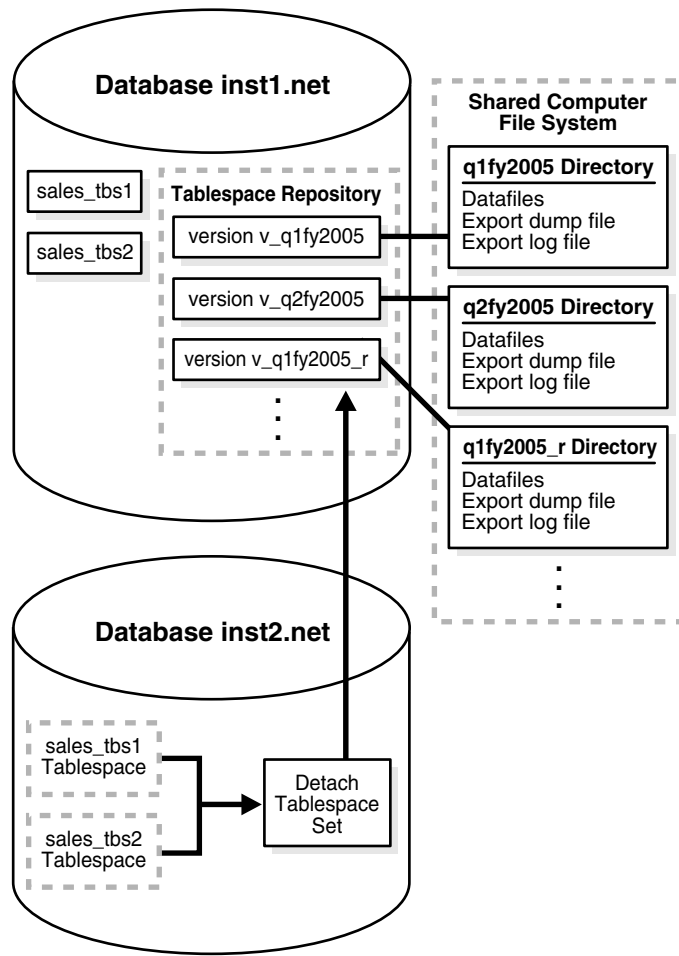 Database inst1.net
sales_tbs1
sales_tbs2
Tablespace Repository
version v_q1fy2005
version v_q2fy2005
version v_q1fy2005_r
Shared Computer
File System
q1fy2005 Directory
Datafiles
Export dump file
Export log file
q2fy2005 Directory
Datafiles
Export dump file
Export log file
q1fy2005_r Directory
Datafiles
Export dump file
Export log file
Database inst2.net
sales_tbs1
Tablespace
sales_tbs2
Tablespace
Detach
Tablespace
Set